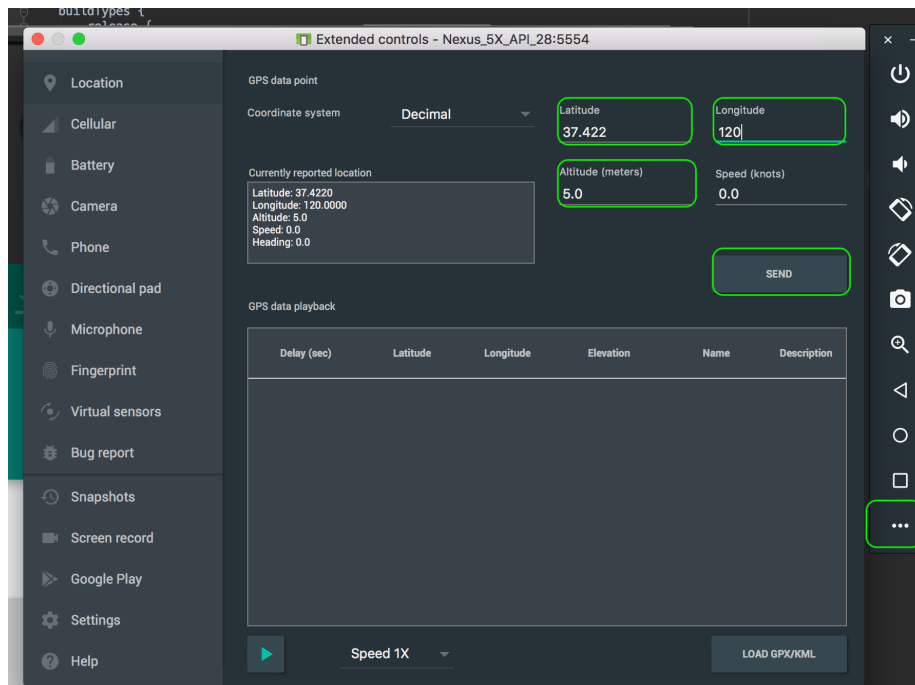 buildTypes {
release {
Extended controls - Nexus_5X_API_28:5554
Location
Cellular
Battery
Camera
Phone
Directional pad
Microphone
Fingerprint
Virtual sensors
Bug report
Snapshots
Screen record
Google Play
Settings
Help
GPS data point
Coordinate system
Decimal
Latitude
37.422
Longitude
120
Currently reported location
Latitude: 37.4220
Longitude: 120.0000
Altitude: 5.0
Speed: 0.0
Heading: 0.0
Altitude (meters)
5.0
Speed (knots)
0.0
SEND
GPS data playback
Delay (sec) Latitude Longitude Elevation Name Description
Speed 1X
LOAD GPX/KML